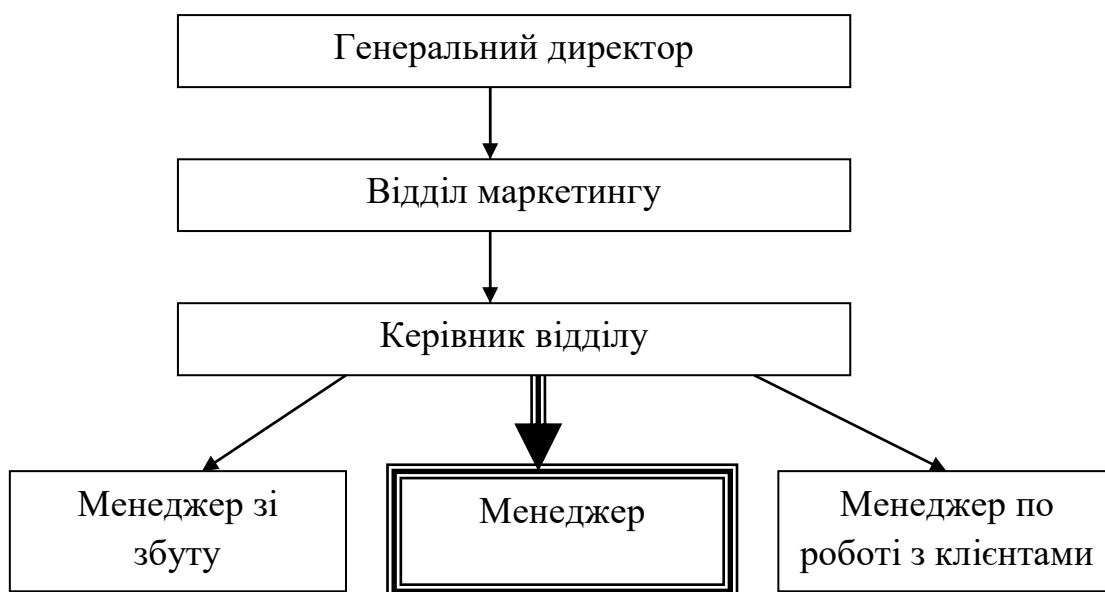 Генеральний директор
Відділ маркетингу
Керівник відділу
Менеджер зі
збуту
Менеджер
Менеджер по
роботі з клієнтами